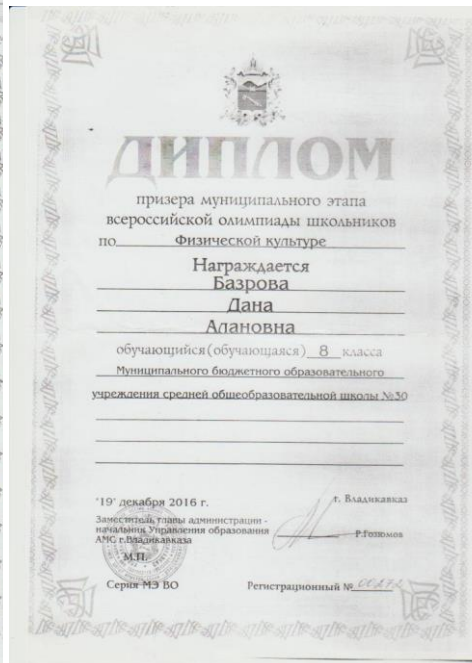 ДИПЛОМ
призера муниципального этапа
всероссийской олимпиады школьников
по Физической культуре
Награждается
Базрова
Дана
Алановна
обучающийся(обучающаяся) 8 класса
Муниципального бюджетного образовательного
учреждения средней общеобразовательной школы №30
"19" декабря 2016 г.
г. Владикавказ
Заместитель главы администрации -
начальник Управления образования
АМС г.Владикавказа
Р.Гозюмов
М.П.
Серия МЭ ВО
Регистрационный №